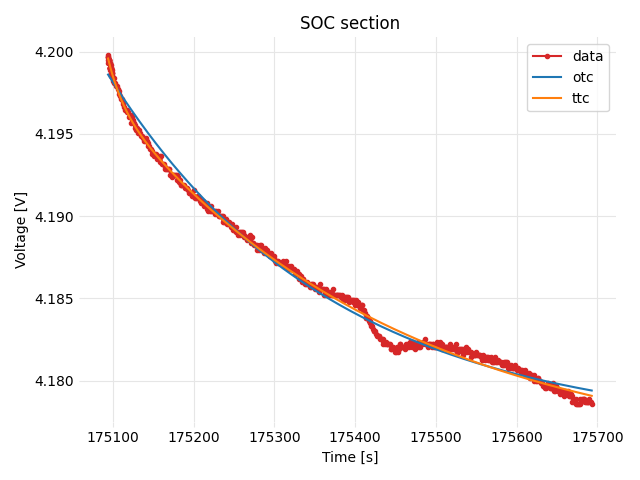 SOC section
4.200
4.195
4.190
4.185
4.180
Voltage [V]
data
otc
ttc
175100 175200 175300 175400 175500 175600 175700
Time [s]